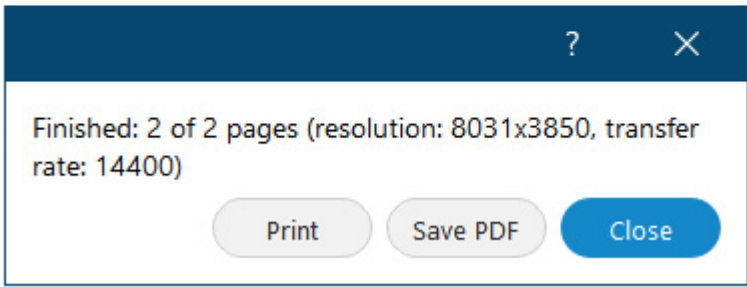 ?
Finished: 2 of 2 pages (resolution: 8031x3850, transfer
rate: 14400)
Print Save PDF Close